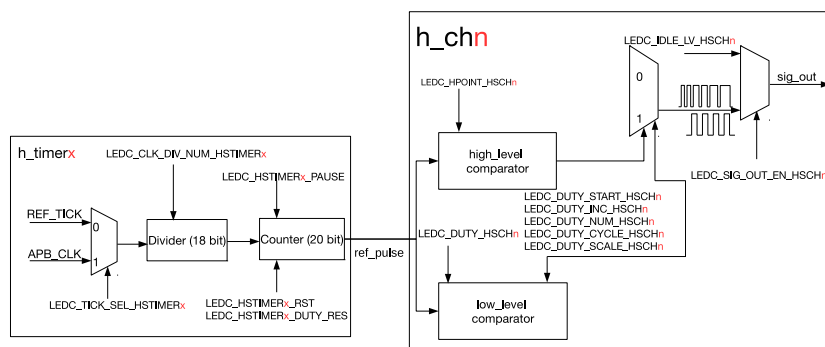 h_timerx
LEDC_CLK_DIV_NUM_HSTIMERx
LEDC_HSTIMERx_PAUSE
REF_TICK
0
Divider (18 bit)
Counter (20 bit)
APB_CLK
1
LEDC_TICK_SEL_HSTIMERx
LEDC_HSTIMERx_RST
LEDC_HSTIMERx_DUTY_RES
ref_pulse
h_chn
LEDC_IDLE_LV_HSCHn
LEDC_HPOINT_HSCHn
0
1
sig_out
high_level
comparator
LEDC_SIG_OUT_EN_HSCHn
LEDC_DUTY_START_HSCHn
LEDC_DUTY_INC_HSCHn
LEDC_DUTY_NUM_HSCHn
LEDC_DUTY_CYCLE_HSCHn
LEDC_DUTY_SCALE_HSCHn
LEDC_DUTY_HSCHn
low_level
comparator